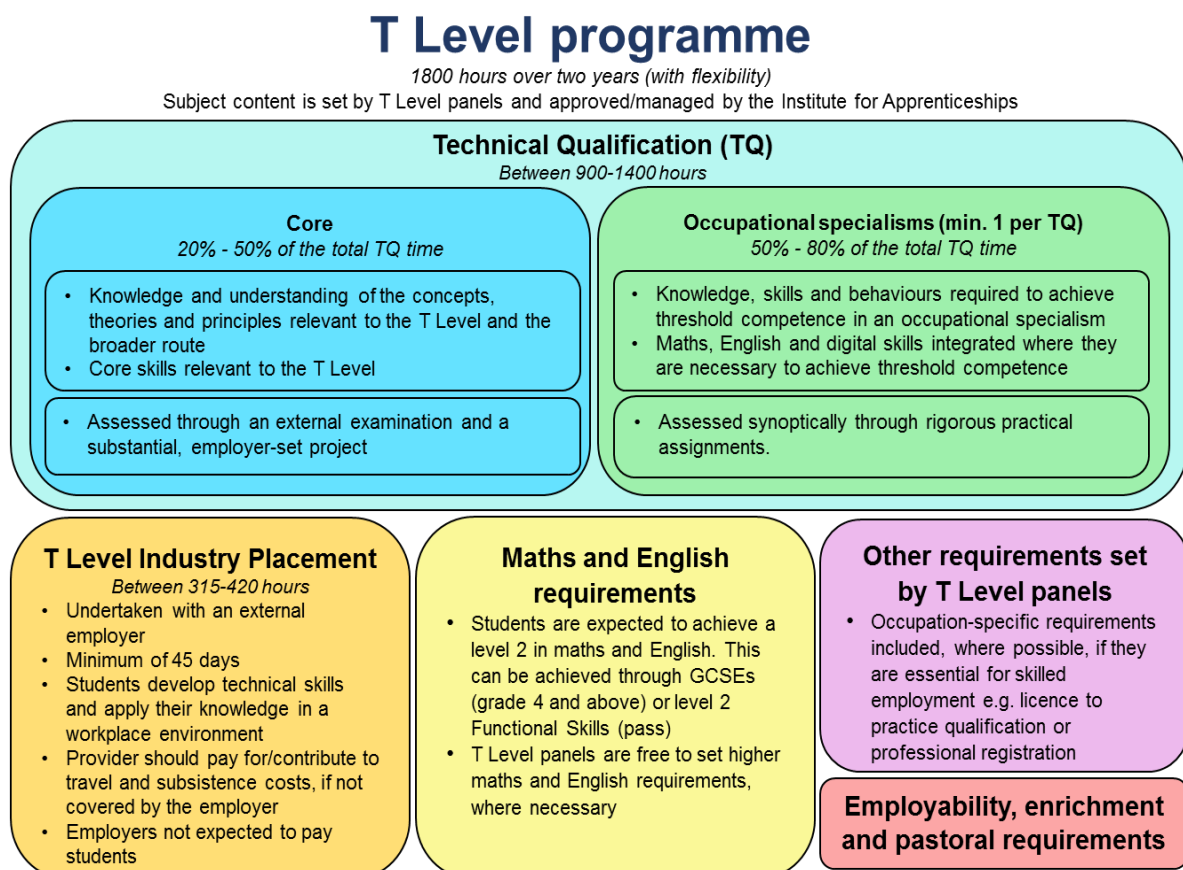 T Level programme
1800 hours over two years (with flexibility)
Subject content is set by T Level panels and approved/managed by the Institute for Apprenticeships
Technical Qualification (TQ)
Between 900-1400 hours
Core
20% - 50% of the total TQ time
• Knowledge and understanding of the concepts,
theories and principles relevant to the T Level and the
broader route
• Core skills relevant to the T Level
• Assessed through an external examination and a
substantial, employer-set project
Occupational specialisms (min. 1 per TQ)
50% - 80% of the total TQ time
• Knowledge, skills and behaviours required to achieve
threshold competence in an occupational specialism
• Maths, English and digital skills integrated where they
are necessary to achieve threshold competence
• Assessed synoptically through rigorous practical
assignments.
T Level Industry Placement
Between 315-420 hours
• Undertaken with an external
employer
• Minimum of 45 days
• Students develop technical skills
and apply their knowledge in a
workplace environment
• Provider should pay for/contribute to
travel and subsistence costs, if not
covered by the employer
• Employers not expected to pay
students
Maths and English
requirements
• Students are expected to achieve a
level 2 in maths and English. This
can be achieved through GCSEs
(grade 4 and above) or level 2
Functional Skills (pass)
• T Level panels are free to set higher
maths and English requirements,
where necessary
Other requirements set
by T Level panels
• Occupation-specific requirements
included, where possible, if they
are essential for skilled
employment e.g. licence to
practice qualification or
professional registration
Employability, enrichment
and pastoral requirements